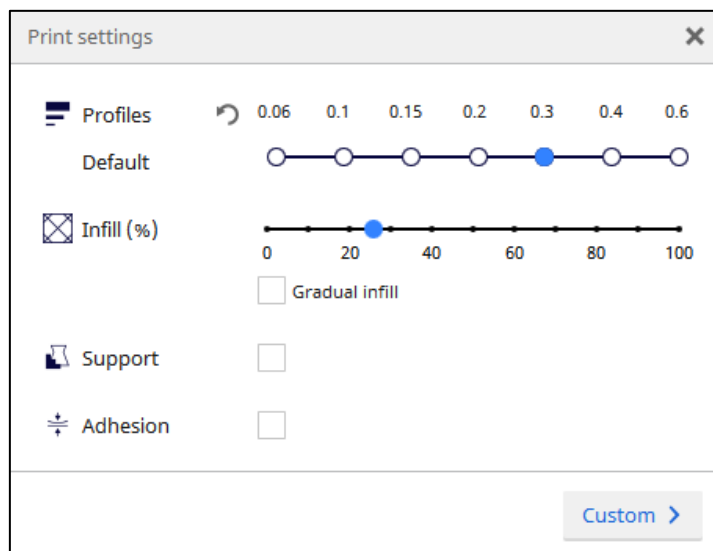 Print settings
Profiles 0.06 0.1 0.15 0.2 0.3 0.4 0.6
Default
Infill (%)
0 20 40 60 80 100
Gradual infill
Support
Adhesion
Custom